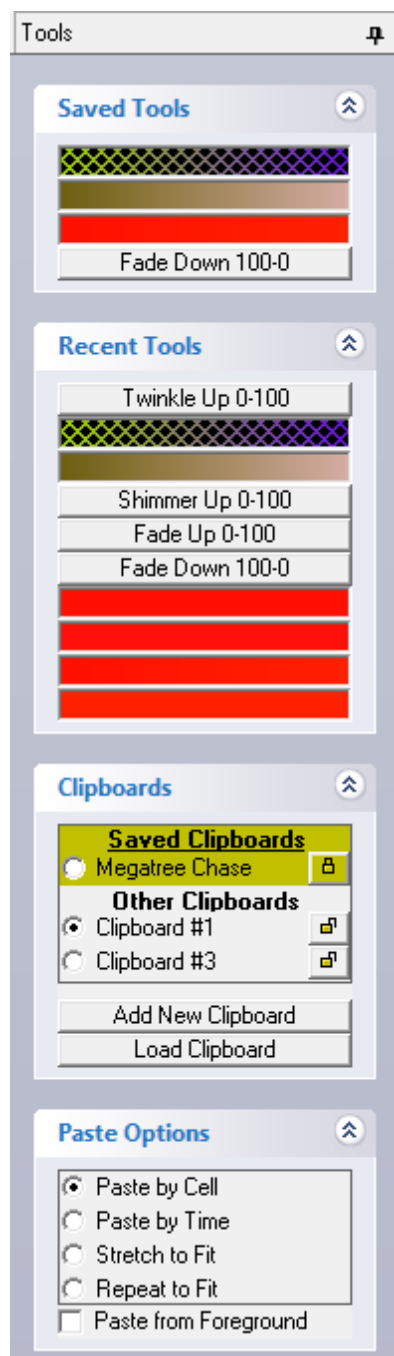 Tools
Saved Tools
Fade Down 100-0
Recent Tools
Twinkle Up 0-100
Shimmer Up 0-100
Fade Up 0-100
Fade Down 100-0
Clipboards
Saved Clipboards
Megatree Chase
Other Clipboards
Clipboard #1
Clipboard #3
Add New Clipboard
Load Clipboard
Paste Options
Paste by Cell
Paste by Time
Stretch to Fit
Repeat to Fit
Paste from Foreground